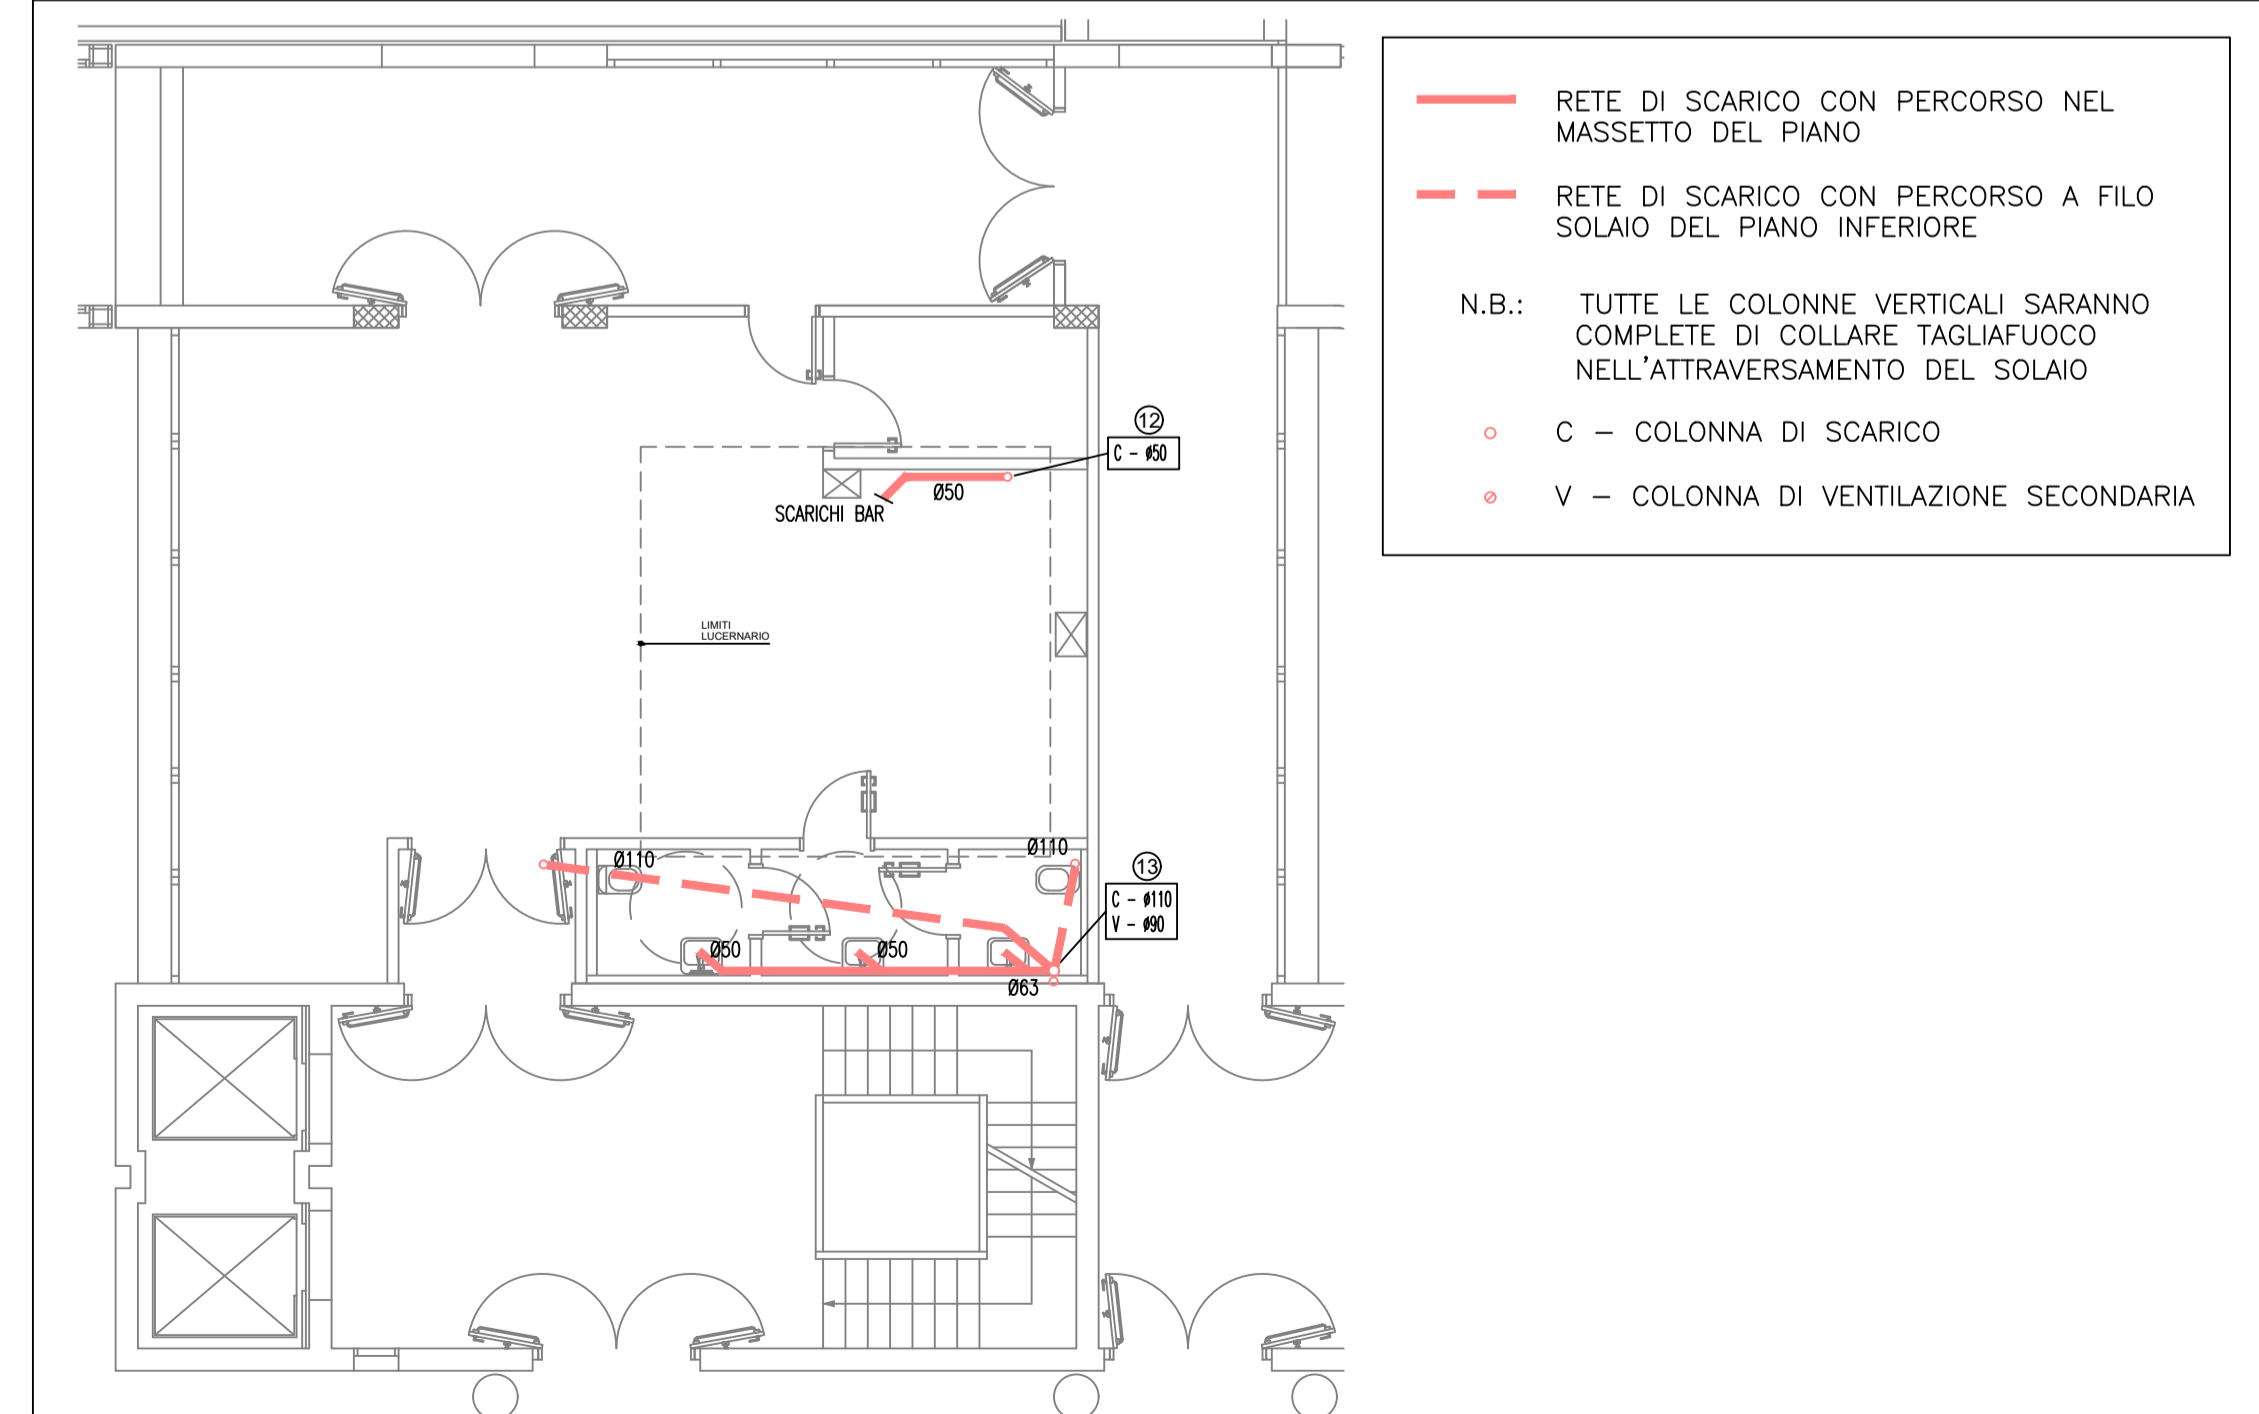 RETE DI SCARICO CON PERCORSO NEL
MASSETTO DEL PIANO
RETE DI SCARICO CON PERCORSO A FILO
SOLAIO DEL PIANO INFERIORE
N.B.: TUTTE LE COLONNE VERTICALI SARANNO
COMPLETE DI COLLARE TAGLIAFUOCO
NELL'ATTRAVERSAMENTO DEL SOLAIO
C – COLONNA DI SCARICO
V – COLONNA DI VENTILAZIONE SECONDARIA
12
C - ø50
Ø50
SCARICHI BAR
LIMITI
LUCERNARIO
Ø110
Ø110
13
C - ø110
V - ø90
Ø50
Ø50
Ø63